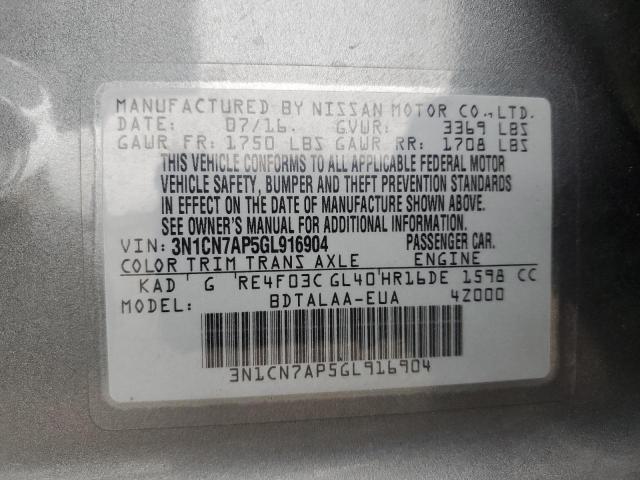 MANUFACTURED BY NISSAN MOTOR CO.,LTD.
DATE: 07/16. GVWR: 3369 LBS
GAWR FR: 1750 LBS GAWR RR: 1708 LBS
THIS VEHICLE CONFORMS TO ALL APPLICABLE FEDERAL MOTOR
VEHICLE SAFETY, BUMPER AND THEFT PREVENTION STANDARDS
IN EFFECT ON THE DATE OF MANUFACTURE SHOWN ABOVE.
SEE OWNER'S MANUAL FOR ADDITIONAL INFORMATION.
VIN: 3N1CN7AP5GL916904 PASSENGER CAR.
COLOR TRIM TRANS AXLE ENGINE
KAD G RE4F03C GL40 HR16DE 1598 CC
MODEL: BDTALAA-EUA 4Z000
3N1CN7AP5GL916904